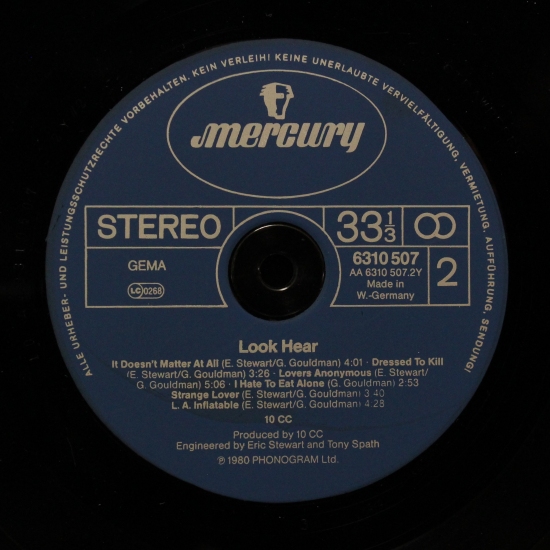 ALLE URHEBER- UND LEISTUNGSSCHUTZRECHTE VORBEHALTEN. KEIN VERLEIH! KEINE UNERLAUBTE VERVIELFÄLTIGUNG, VERMIETUNG, AUFFÜHRUNG, SENDUNG!
mercury
STEREO
33 1/3
GEMA
LC 0268
6310 507
AA 6310 507.2Y
Made in
W.-Germany
2
Look Hear
It Doesn't Matter At All (E. Stewart/G. Gouldman) 4:01 · Dressed To Kill
(E. Stewart/G. Gouldman) 3:26 · Lovers Anonymous (E. Stewart/
G. Gouldman) 5:06 · I Hate To Eat Alone (G. Gouldman) 2:53
Strange Lover (E. Stewart/G. Gouldman) 3:40
L. A. Inflatable (E. Stewart/G. Gouldman) 4:28
10 CC
Produced by 10 CC
Engineered by Eric Stewart and Tony Spath
℗ 1980 PHONOGRAM Ltd.